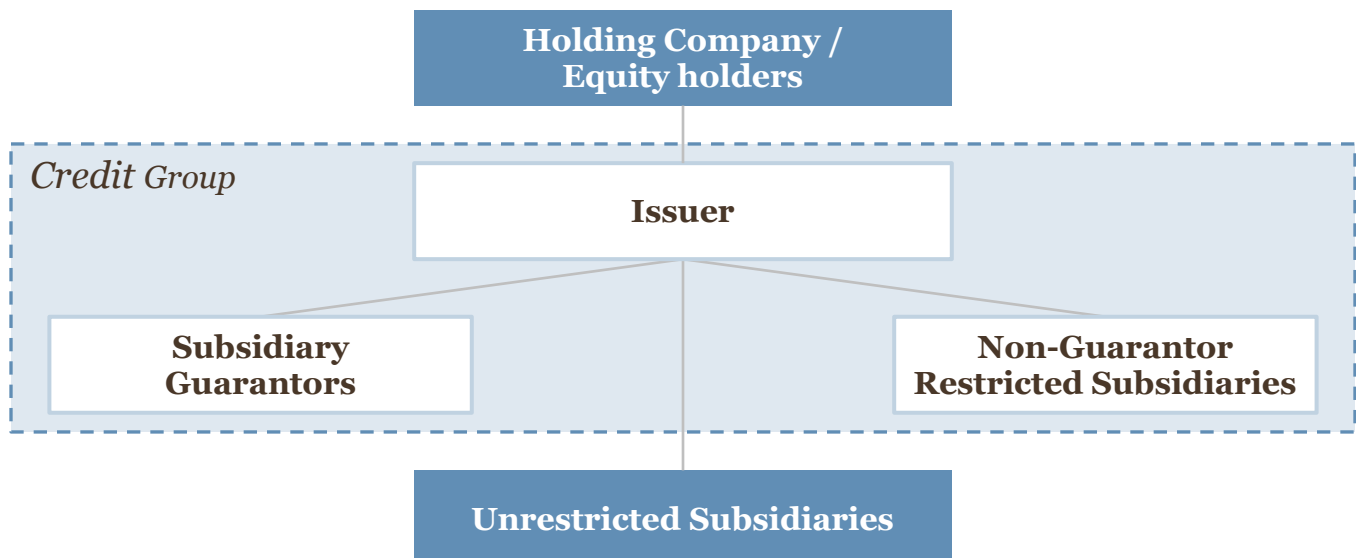 Holding Company /
Equity holders
Credit Group
Issuer
Subsidiary
Guarantors
Non-Guarantor
Restricted Subsidiaries
Unrestricted Subsidiaries